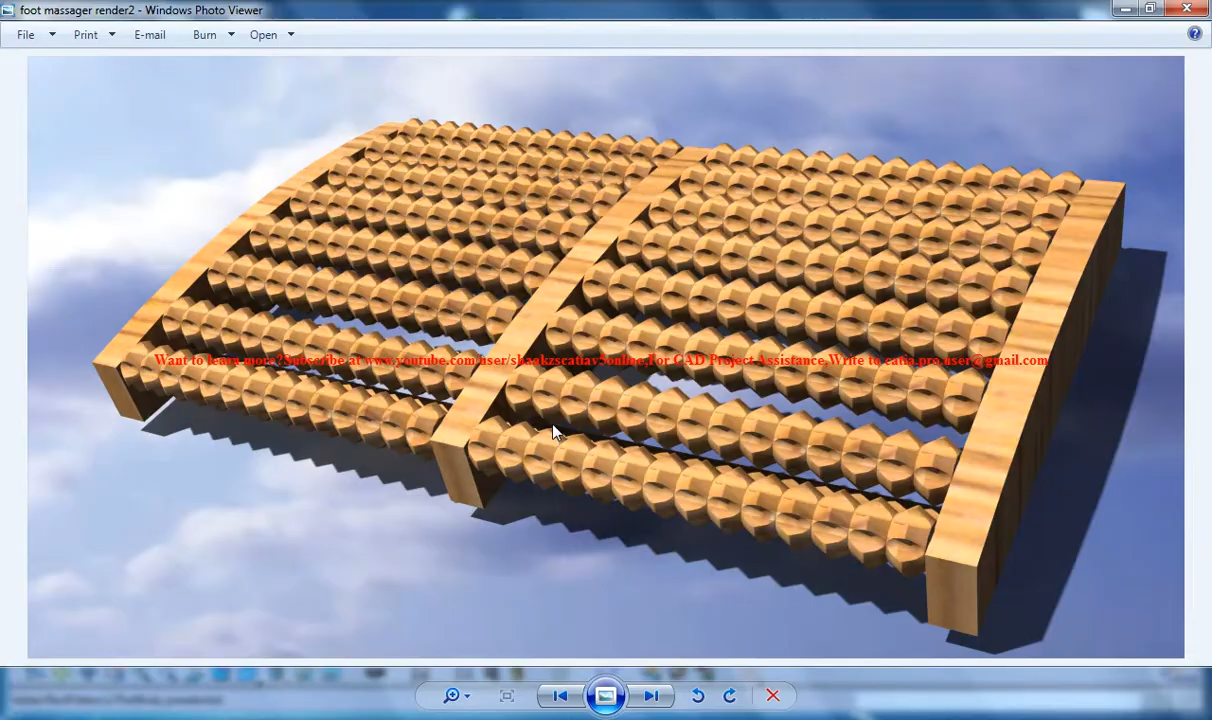 foot massager render2 - Windows Photo Viewer
File Print E-mail Burn Open
Want to learn more?Subscribe at www.youtube.com/user/shaakzscatiav5online,For CAD Project Assistance,Write to catia.pro.user@gmail.com